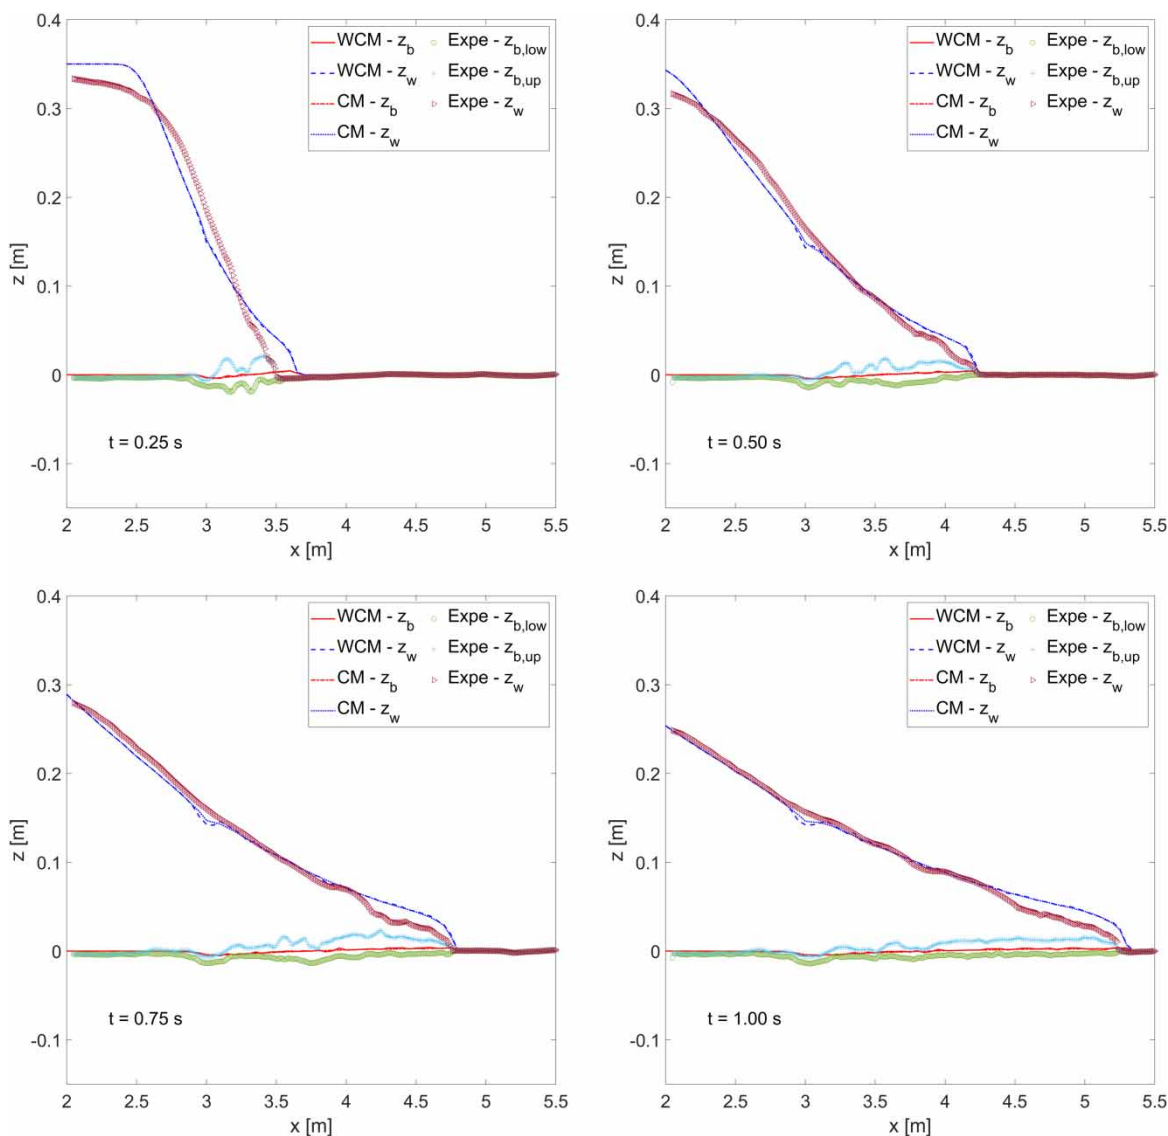 0.4
WCM - z_b Expe - z_b,low
WCM - z_w Expe - z_b,up
CM - z_b Expe - z_w
CM - z_w
0.3
0.2
z [m]
0.1
0
t = 0.25 s
-0.1
2 2.5 3 3.5 4 4.5 5 5.5
x [m]
0.4
WCM - z_b Expe - z_b,low
WCM - z_w Expe - z_b,up
CM - z_b Expe - z_w
CM - z_w
0.3
0.2
z [m]
0.1
0
t = 0.50 s
-0.1
2 2.5 3 3.5 4 4.5 5 5.5
x [m]
0.4
WCM - z_b Expe - z_b,low
WCM - z_w Expe - z_b,up
CM - z_b Expe - z_w
CM - z_w
0.3
0.2
z [m]
0.1
0
t = 0.75 s
-0.1
2 2.5 3 3.5 4 4.5 5 5.5
x [m]
0.4
WCM - z_b Expe - z_b,low
WCM - z_w Expe - z_b,up
CM - z_b Expe - z_w
CM - z_w
0.3
0.2
z [m]
0.1
0
t = 1.00 s
-0.1
2 2.5 3 3.5 4 4.5 5 5.5
x [m]